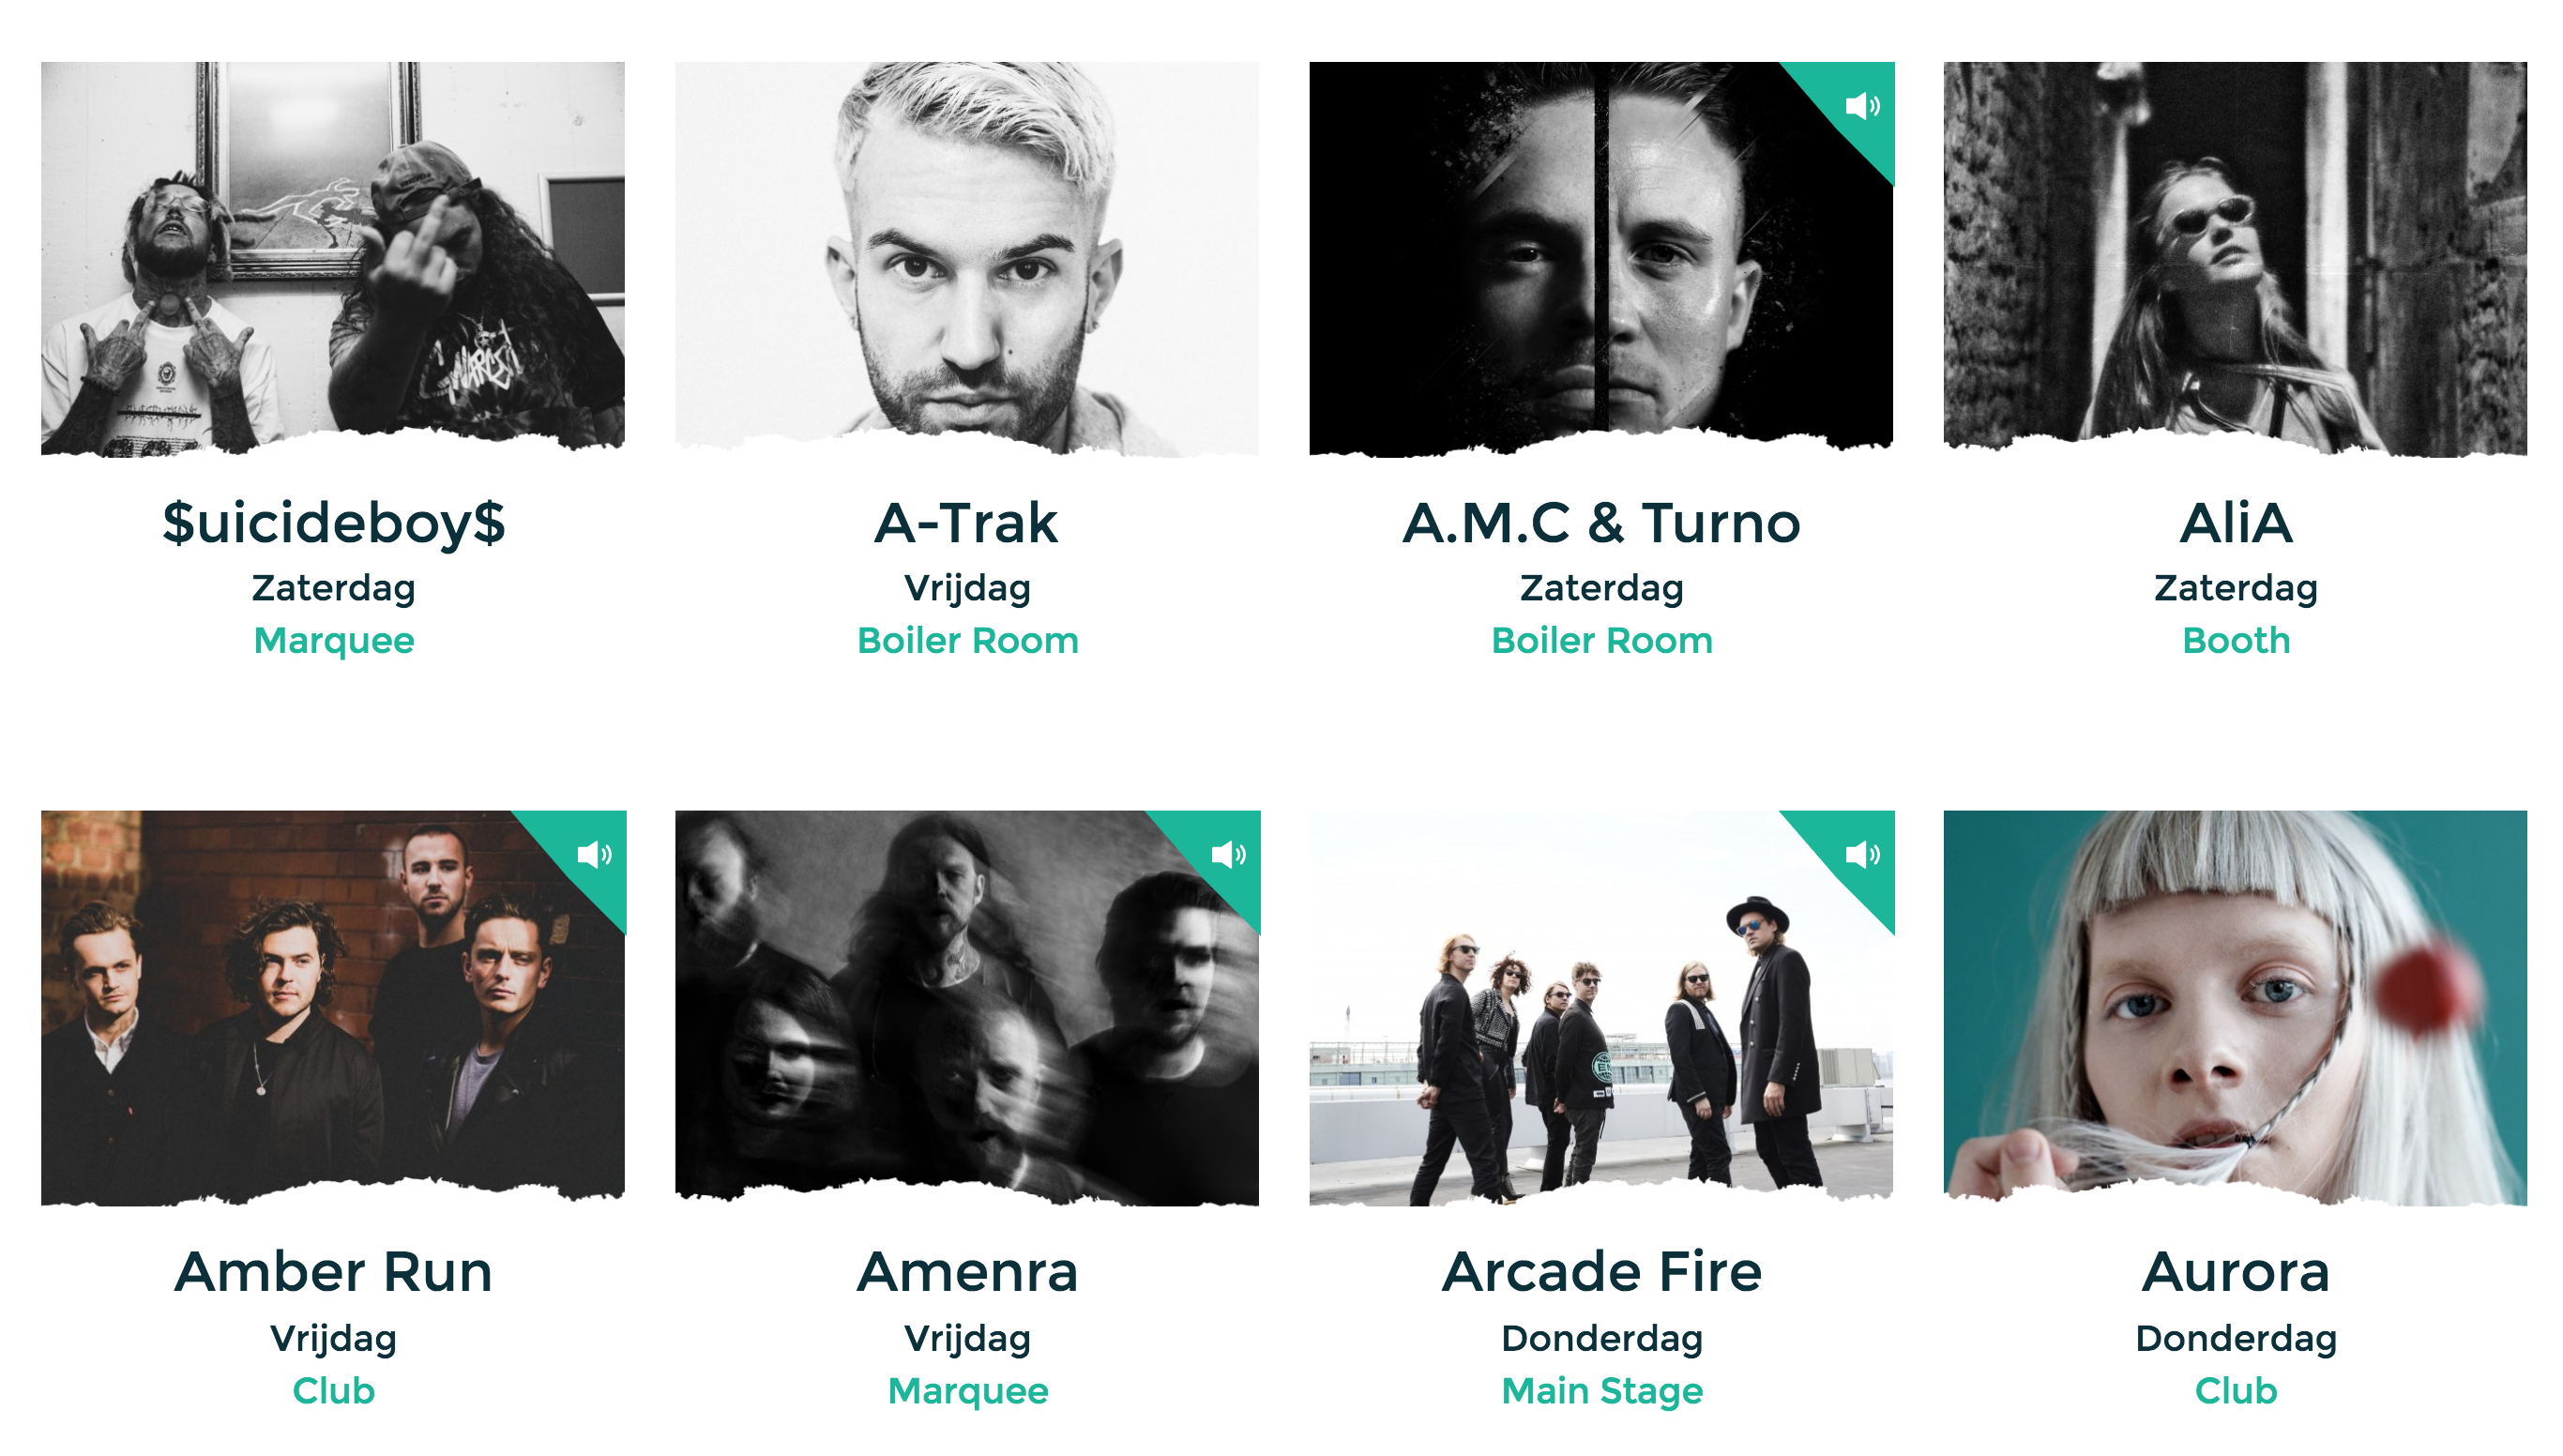 $uicideboy$
Zaterdag
Marquee
A-Trak
Vrijdag
Boiler Room
A.M.C & Turno
Zaterdag
Boiler Room
AliA
Zaterdag
Booth
Amber Run
Vrijdag
Club
Amenra
Vrijdag
Marquee
Arcade Fire
Donderdag
Main Stage
Aurora
Donderdag
Club